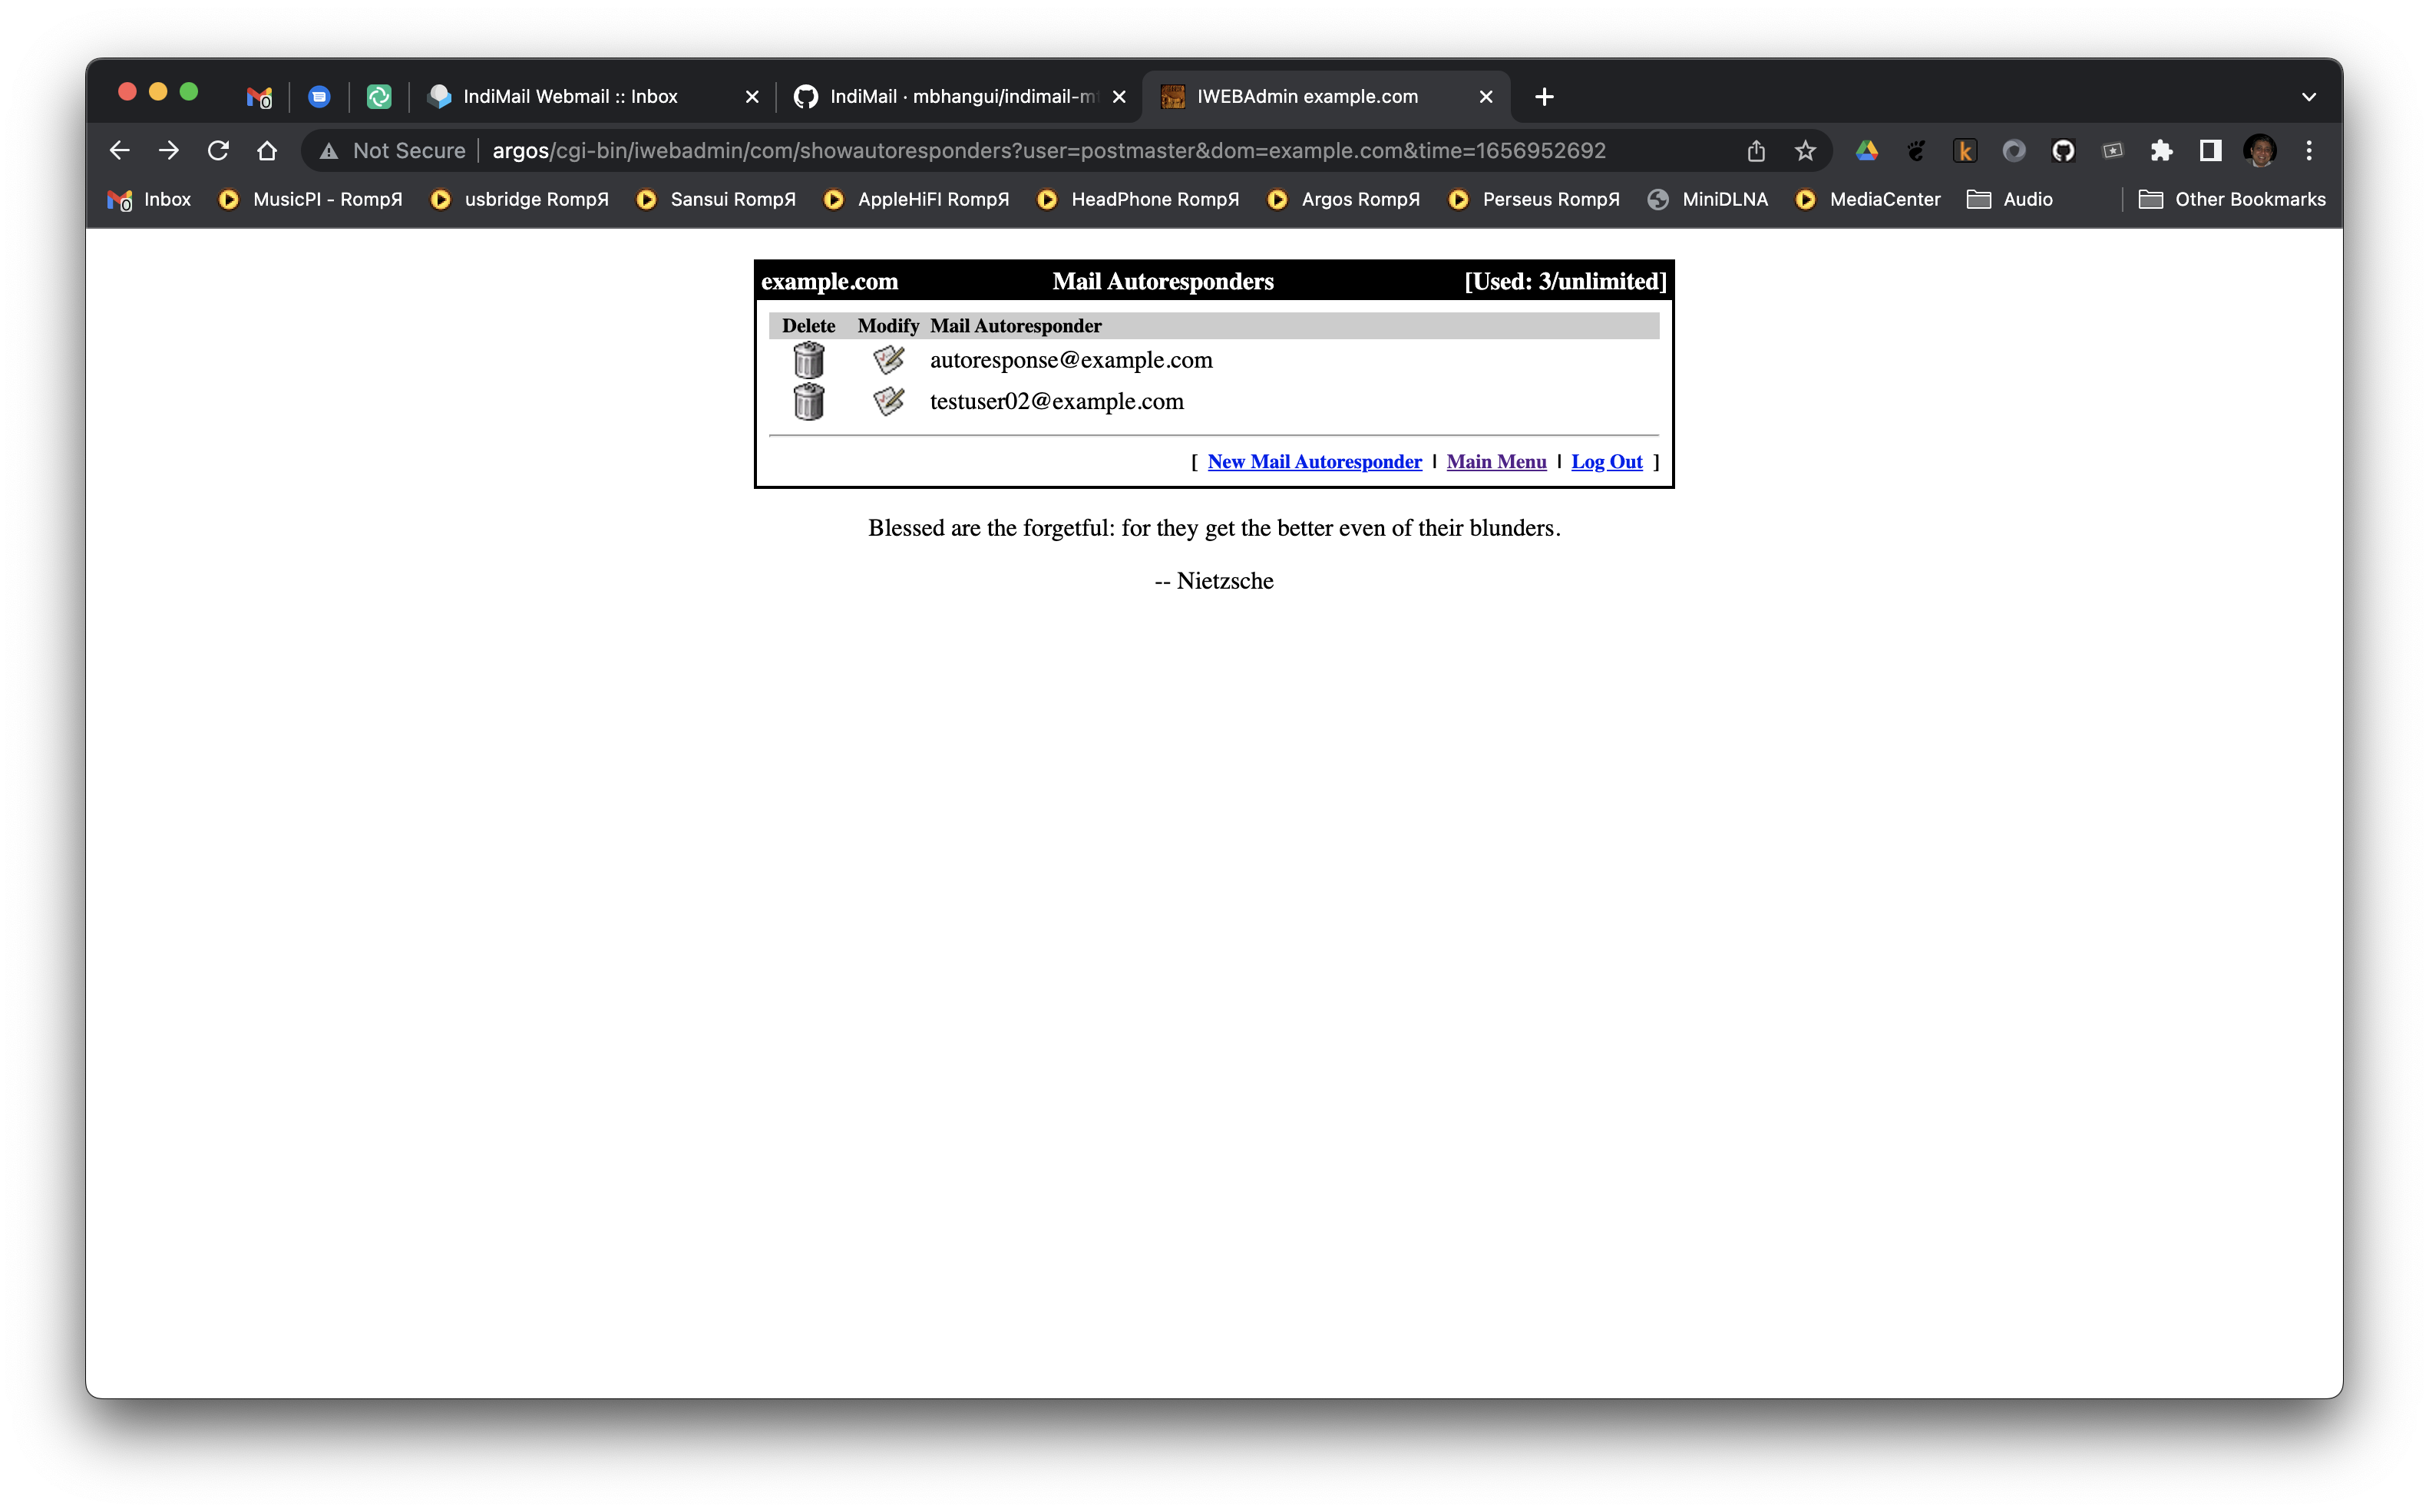 IndiMail Webmail :: Inbox
IndiMail · mbhangui/indimail-m
IWEBAdmin example.com
Not Secure
argos/cgi-bin/iwebadmin/com/showautoresponders?user=postmaster&dom=example.com&time=1656952692
Inbox
MusicPI - RompЯ
usbridge RompЯ
Sansui RompЯ
AppleHiFI RompЯ
HeadPhone RompЯ
Argos RompЯ
Perseus RompЯ
MiniDLNA
MediaCenter
Audio
Other Bookmarks
example.com Mail Autoresponders [Used: 3/unlimited]
Delete Modify Mail Autoresponder
autoresponse@example.com
testuser02@example.com
[ New Mail Autoresponder | Main Menu | Log Out ]
Blessed are the forgetful: for they get the better even of their blunders.
-- Nietzsche